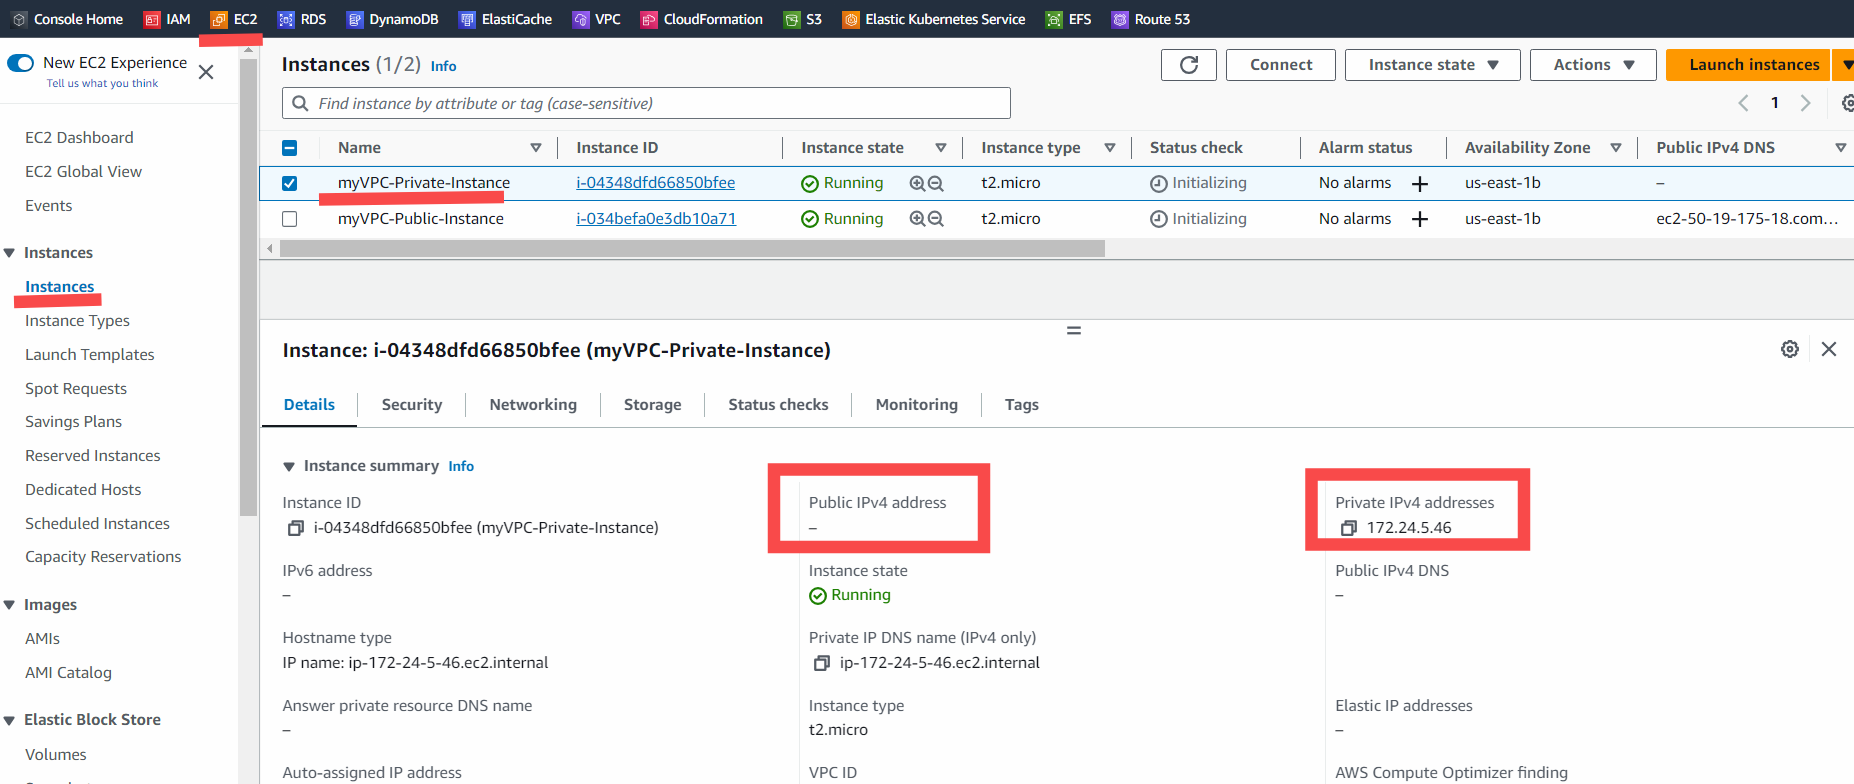 Console Home IAM EC2 RDS DynamoDB ElastiCache VPC CloudFormation S3 Elastic Kubernetes Service EFS Route 53
New EC2 Experience
Tell us what you think
EC2 Dashboard
EC2 Global View
Events
Instances
Instances
Instance Types
Launch Templates
Spot Requests
Savings Plans
Reserved Instances
Dedicated Hosts
Scheduled Instances
Capacity Reservations
Images
AMIs
AMI Catalog
Elastic Block Store
Volumes
Instances (1/2) Info
Connect Instance state Actions Launch instances
Find instance by attribute or tag (case-sensitive)
1
Name Instance ID Instance state Instance type Status check Alarm status Availability Zone Public IPv4 DNS
myVPC-Private-Instance i-04348dfd66850bfee Running t2.micro Initializing No alarms + us-east-1b –
myVPC-Public-Instance i-034befa0e3db10a71 Running t2.micro Initializing No alarms + us-east-1b ec2-50-19-175-18.com...
Instance: i-04348dfd66850bfee (myVPC-Private-Instance)
Details Security Networking Storage Status checks Monitoring Tags
Instance summary Info
Instance ID
i-04348dfd66850bfee (myVPC-Private-Instance)
Public IPv4 address
–
Private IPv4 addresses
172.24.5.46
IPv6 address
–
Instance state
Running
Public IPv4 DNS
–
Hostname type
IP name: ip-172-24-5-46.ec2.internal
Private IP DNS name (IPv4 only)
ip-172-24-5-46.ec2.internal
Answer private resource DNS name
–
Instance type
t2.micro
Elastic IP addresses
–
Auto-assigned IP address
VPC ID
AWS Compute Optimizer finding